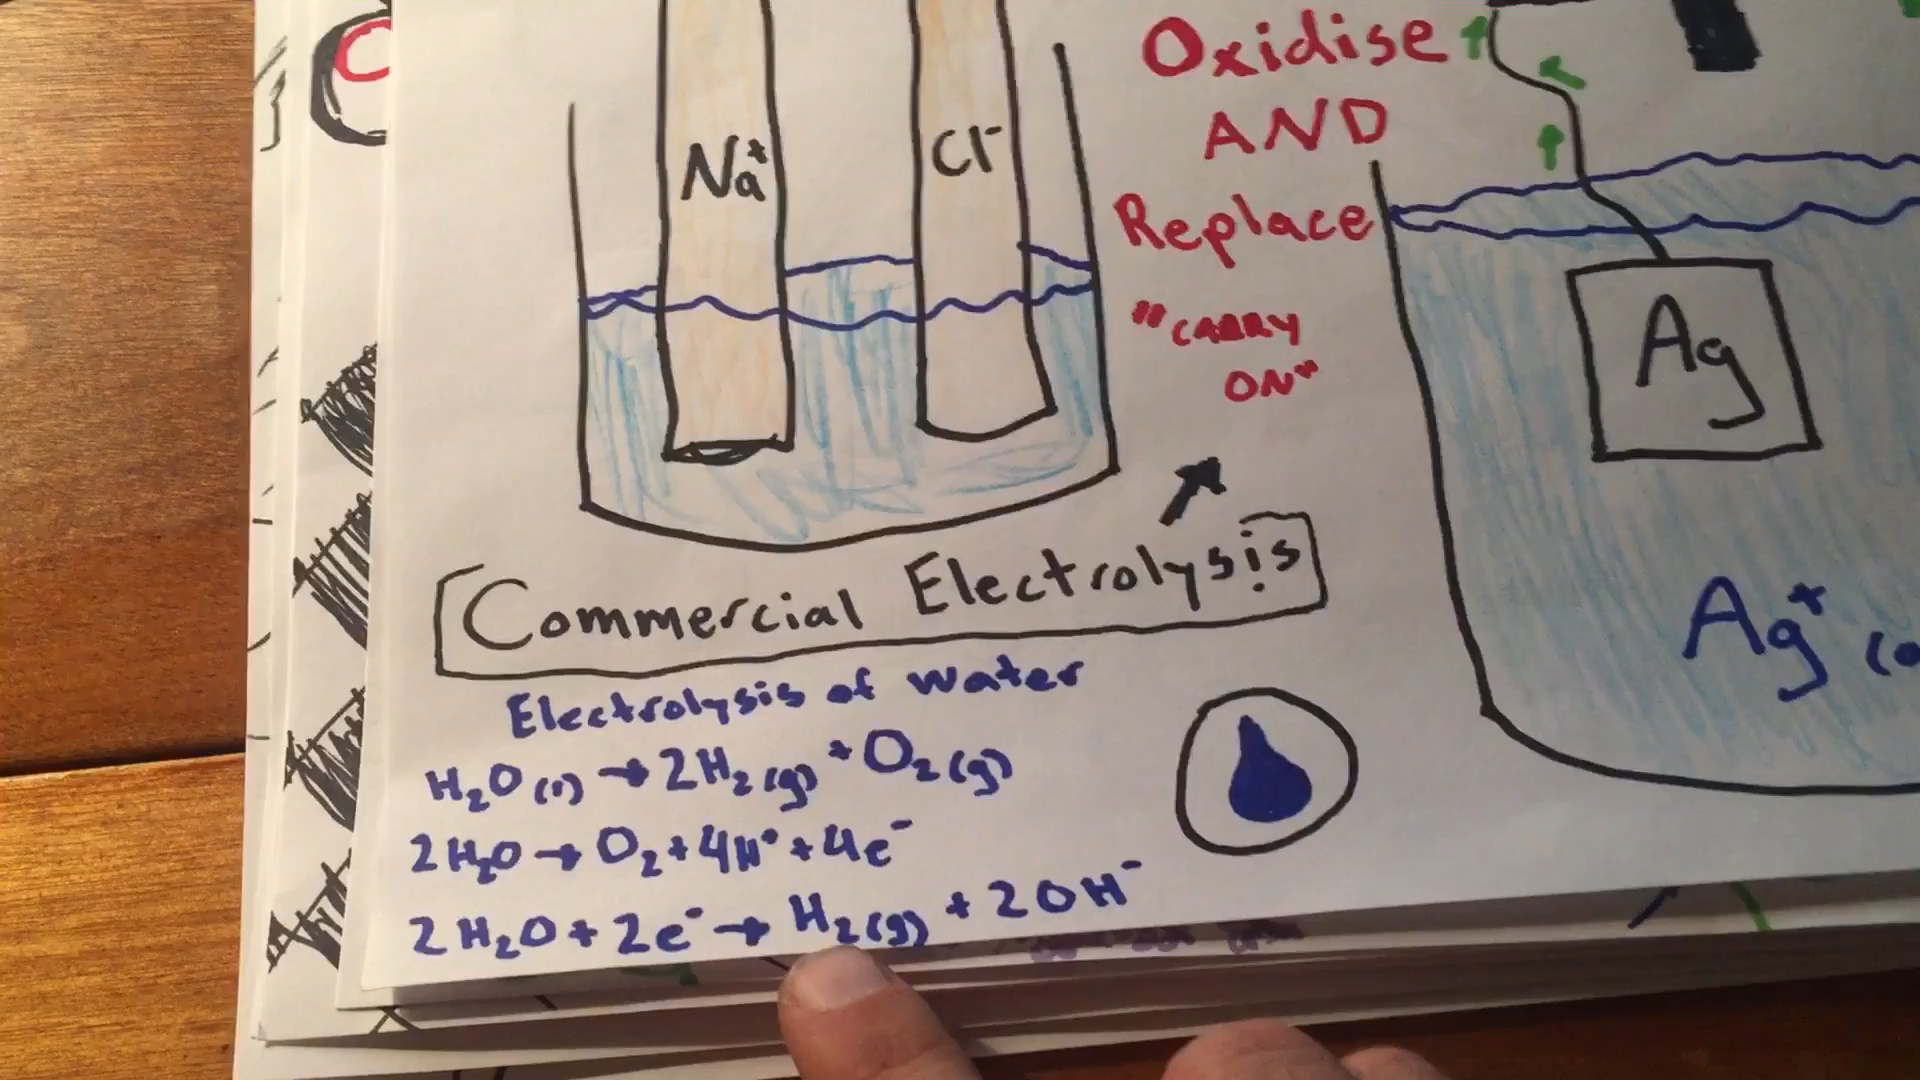 Na⁺
Cl⁻
Oxidise
AND
Replace
"CARRY
ON"
Ag
Ag⁺
Commercial Electrolysis
Electrolysis of water
H₂O(l) → 2H₂(g) + O₂(g)
2H₂O → O₂ + 4H⁺ + 4e⁻
2H₂O + 2e⁻ → H₂(g) + 2OH⁻